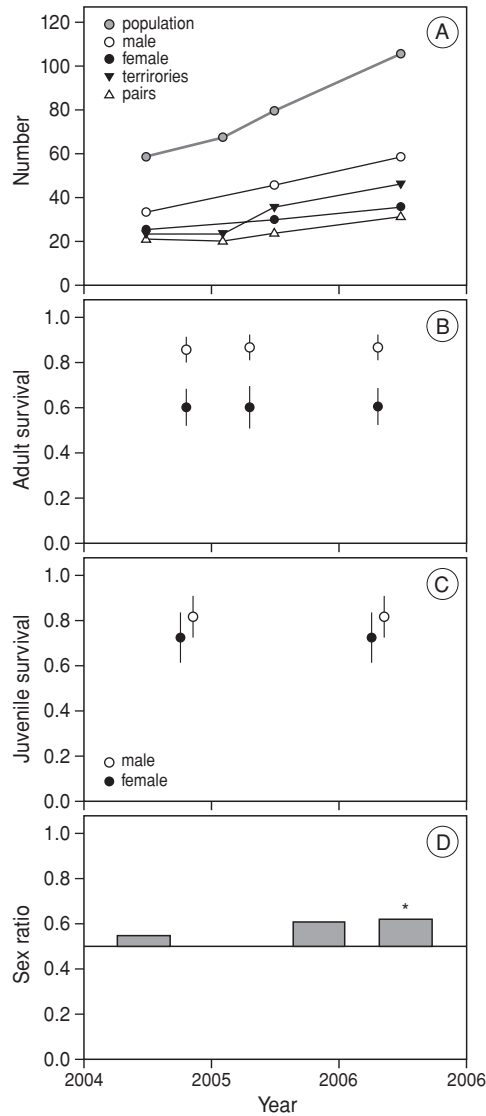 120
100
80
60
40
20
0
Number
population
male
female
terrirories
pairs
A
1.0
0.8
0.6
0.4
0.2
0.0
Adult survival
B
1.0
0.8
0.6
0.4
0.2
0.0
Juvenile survival
male
female
C
1.0
0.8
0.6
0.4
0.2
0.0
Sex ratio
*
D
2004 2005 2006 2006
Year